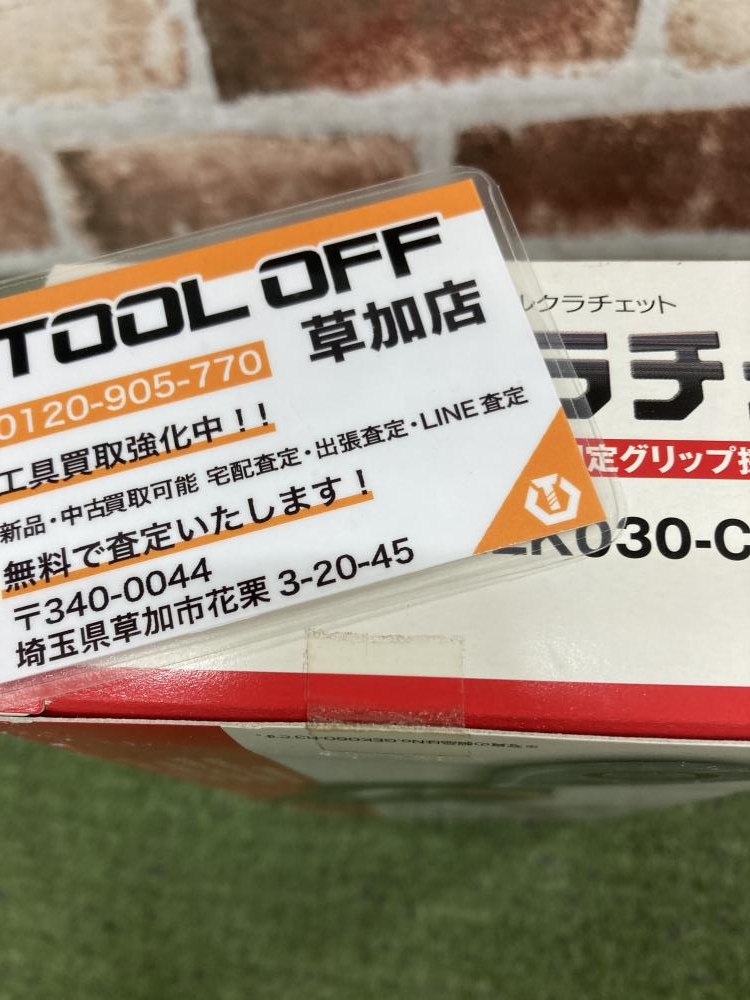 TOOL OFF
草加店
0120-905-770
工具買取強化中！！
新品・中古買取可能 宅配査定・出張査定・LINE査定
無料で査定いたします！
〒340-0044
埼玉県草加市花栗 3-20-45
ルクラチェット
ラチ
定グリップ
EK030-C